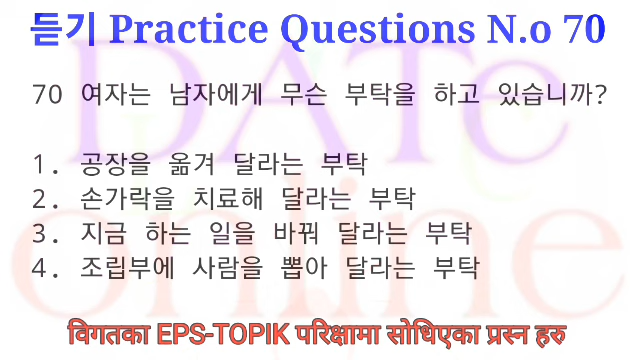 듣기 Practice Questions N.o 70
DATe
online
70 여자는 남자에게 무슨 부탁을 하고 있습니까?
1. 공장을 옮겨 달라는 부탁
2. 손가락을 치료해 달라는 부탁
3. 지금 하는 일을 바꿔 달라는 부탁
4. 조립부에 사람을 뽑아 달라는 부탁
विगतका EPS-TOPIK परिक्षामा सोधिएका प्रस्न हरु